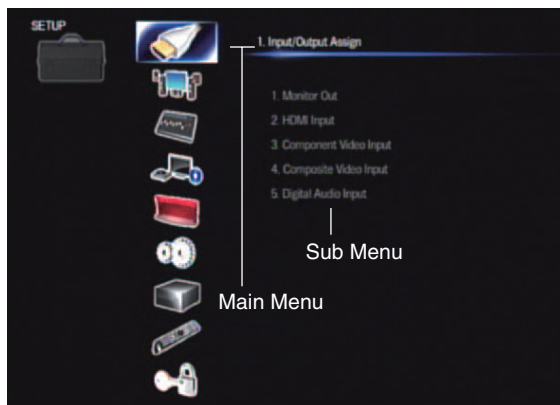 SETUP
1. Input/Output Assign
1. Monitor Out
2. HDMI Input
3. Component Video Input
4. Composite Video Input
5. Digital Audio Input
Sub Menu
Main Menu